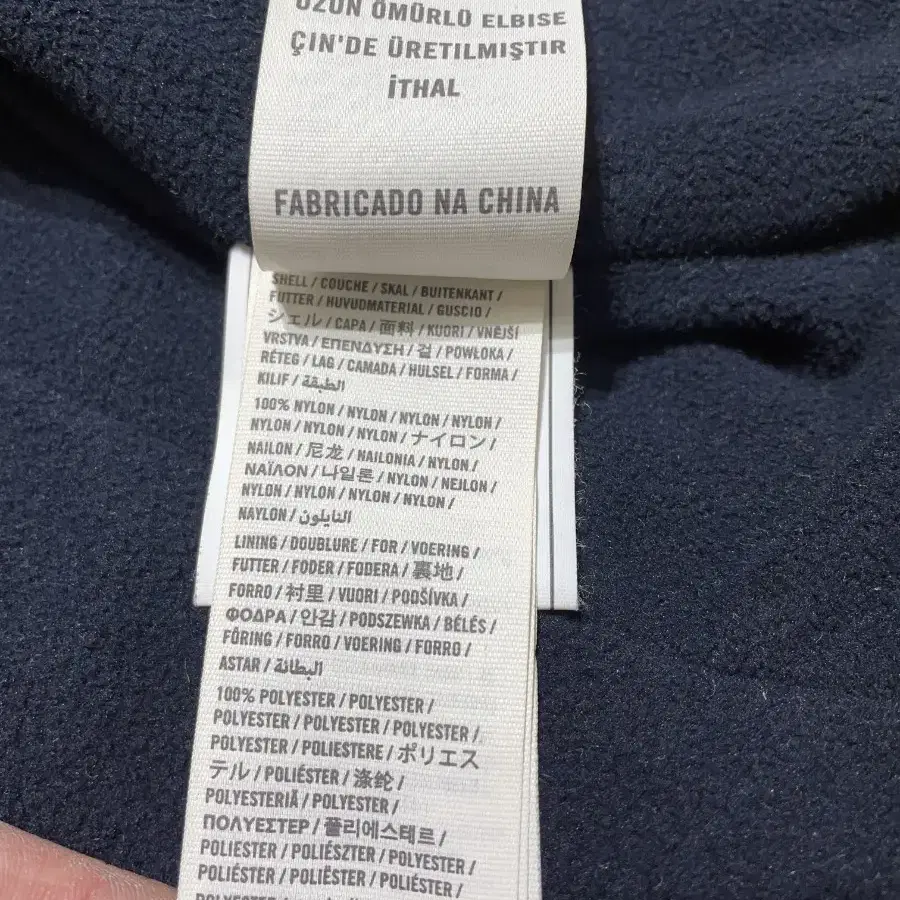 UZUN ÖMÜRLÜ ELBISE
ÇIN'DE ÜRETILMIŞTIR
İTHAL
FABRICADO NA CHINA
SHELL / COUCHE / SKAL / BUITENKANT /
FUTTER / HUVUDMATERIAL / GUSCIO /
シェル / CAPA / 画料 / KUORI / VNĚJŠÍ
VRSTVA / ΕΠΕΝΔΥΣΗ / 겉 / POWŁOKA /
RÉTEG / LAG / CAMADA / HULSEL / FORMA /
KILIF / الطبقة
100% NYLON / NYLON / NYLON / NYLON /
NYLON / NYLON / NYLON / ナイロン /
NAILON / 尼龙 / NAILONIA / NYLON /
ΝΑΪΛΟΝ / 나일론 / NYLON / NEJLON /
NYLON / NYLON / NYLON / NYLON /
NAYLON / النايلون
LINING / DOUBLURE / FOR / VOERING /
FUTTER / FODER / FODERA / 裏地 /
FORRO / 衬里 / VUORI / PODŠÍVKA /
ΦΟΔΡΑ / 안감 / PODSZEWKA / BÉLÉS /
FÔRING / FORRO / VOERING / FORRO /
ASTAR / البطانة
100% POLYESTER / POLYESTER /
POLYESTER / POLYESTER / POLYESTER /
POLYESTER / POLIESTERE / ポリエス
テル / POLIÉSTER / 涤纶 /
POLYESTERIÄ / POLYESTER /
ΠΟΛΥΕΣΤΕΡ / 폴리에스테르 /
POLIESTER / POLIÉSZTER / POLYESTER /
POLIÉSTER / POLIËSTER / POLIÉSTER /